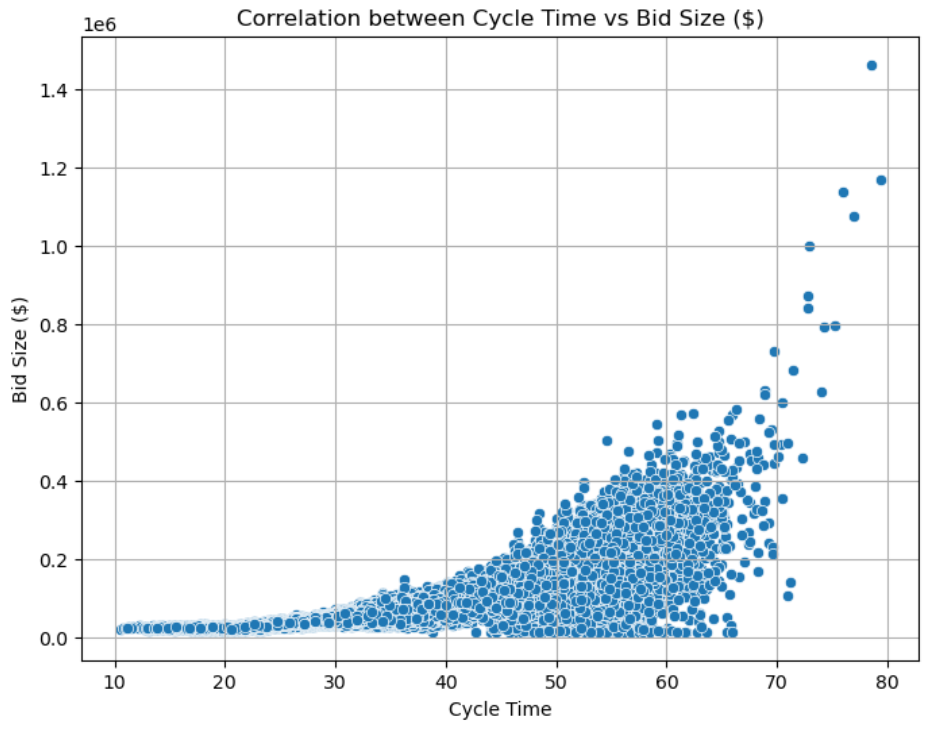 Correlation between Cycle Time vs Bid Size ($)
1e6
1.4
1.2
1.0
0.8
0.6
0.4
0.2
0.0
Bid Size ($)
10 20 30 40 50 60 70 80
Cycle Time